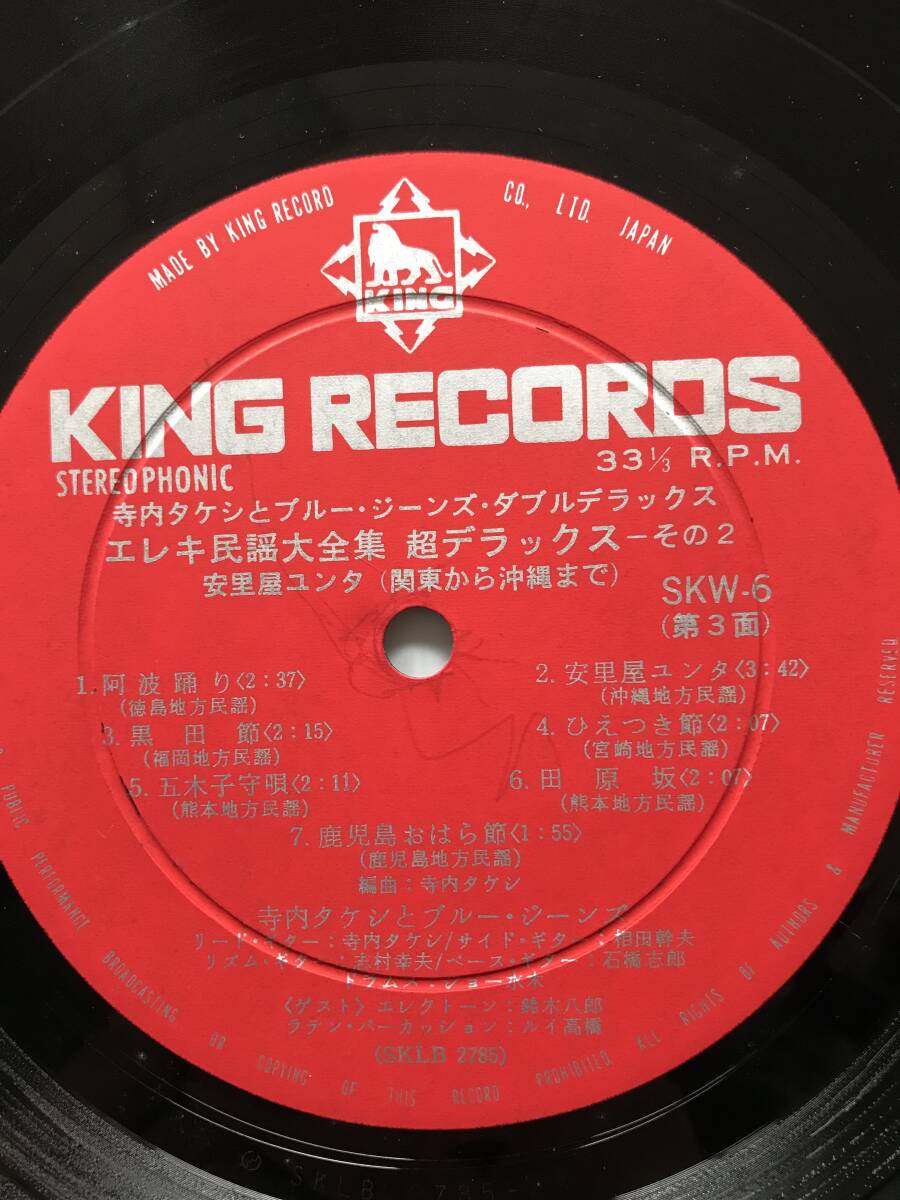 MADE BY KING RECORD CO., LTD. JAPAN
KING
KING RECORDS
STEREOPHONIC
33⅓ R.P.M.
寺内タケシとブルー・ジーンズ・ダブルデラックス
エレキ民謡大全集 超デラックス−その2
安里屋ユンタ(関東から沖縄まで)
SKW-6
(第3面)
1.阿波踊り〈2:37〉
(徳島地方民謡)
2.安里屋ユンタ〈3:42〉
(沖縄地方民謡)
3.黒田節〈2:15〉
(福岡地方民謡)
4.ひえつき節〈2:07〉
(宮崎地方民謡)
5.五木子守唄〈2:11〉
(熊本地方民謡)
6.田原坂〈2:07〉
(熊本地方民謡)
7.鹿児島おはら節〈1:55〉
(鹿児島地方民謡)
編曲:寺内タケシ
寺内タケシとブルー・ジーンズ
リード・ギター:寺内タケシ/サイド・ギター:相田幹夫
リズム・ギター:志村幸夫/ベース・ギター:石橋志郎
ドラムス:ジョー水木
〈ゲスト〉エレクトーン:鈴木八郎
ラテン・パーカッション:ルイ高橋
(SKLB 2785)
PUBLIC PERFORMANCE BROADCASTING OR COPYING OF THIS RECORD PROHIBITED ALL RIGHTS OF AUTHORS & MANUFACTURER RESERVED